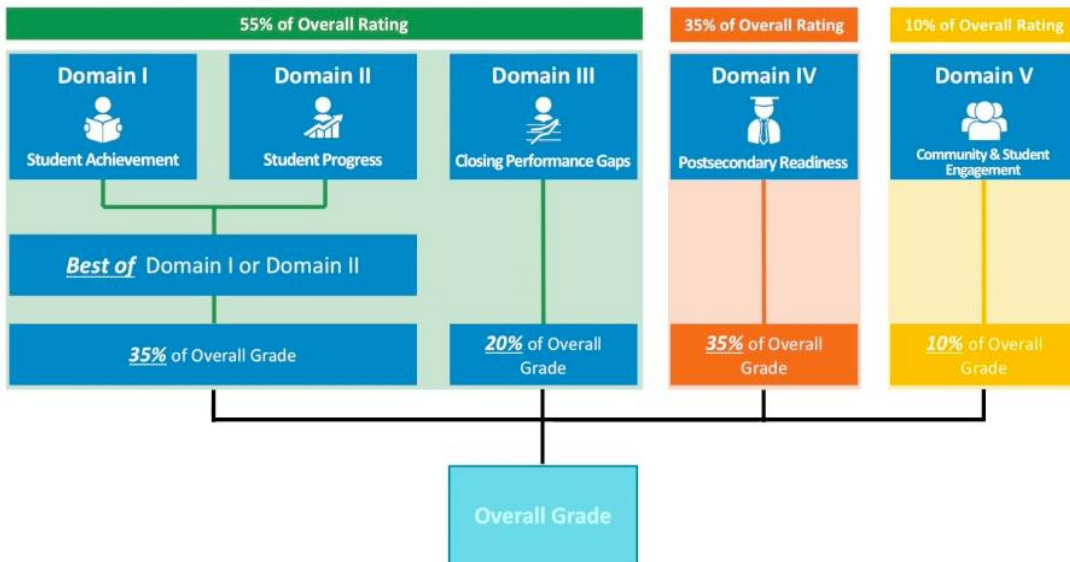 55% of Overall Rating
35% of Overall Rating
10% of Overall Rating
Domain I
Student Achievement
Domain II
Student Progress
Domain III
Closing Performance Gaps
Domain IV
Postsecondary Readiness
Domain V
Community & Student
Engagement
Best of Domain I or Domain II
35% of Overall Grade
20% of Overall
Grade
35% of Overall
Grade
10% of Overall
Grade
Overall Grade